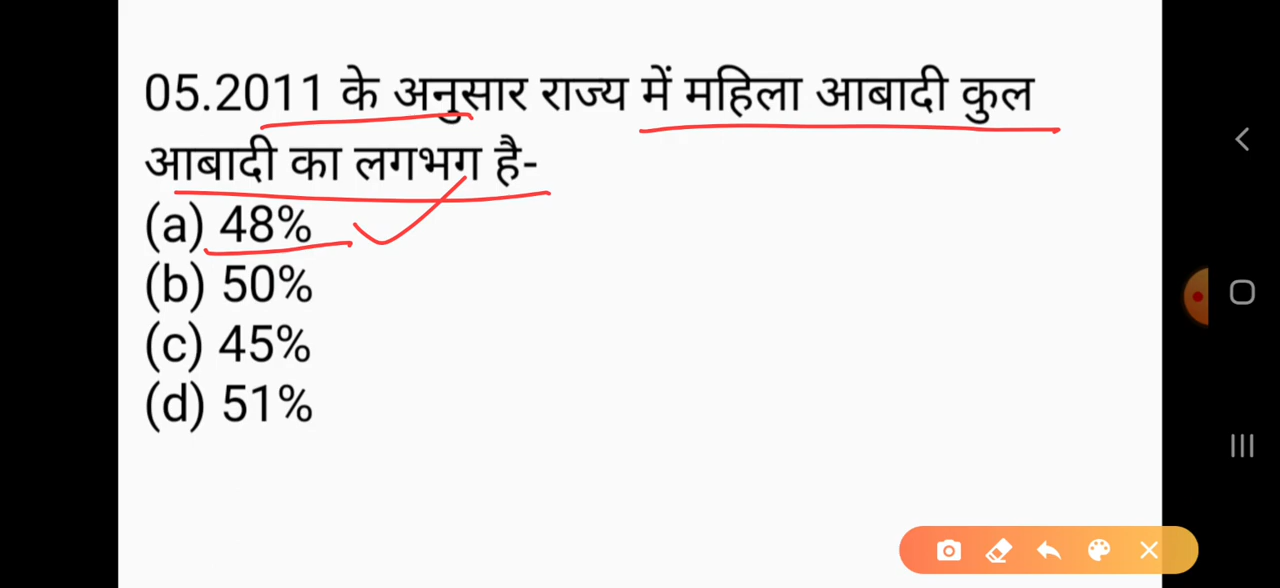 05.2011 के अनुसार राज्य में महिला आबादी कुल
आबादी का लगभग है-
(a) 48%
(b) 50%
(c) 45%
(d) 51%